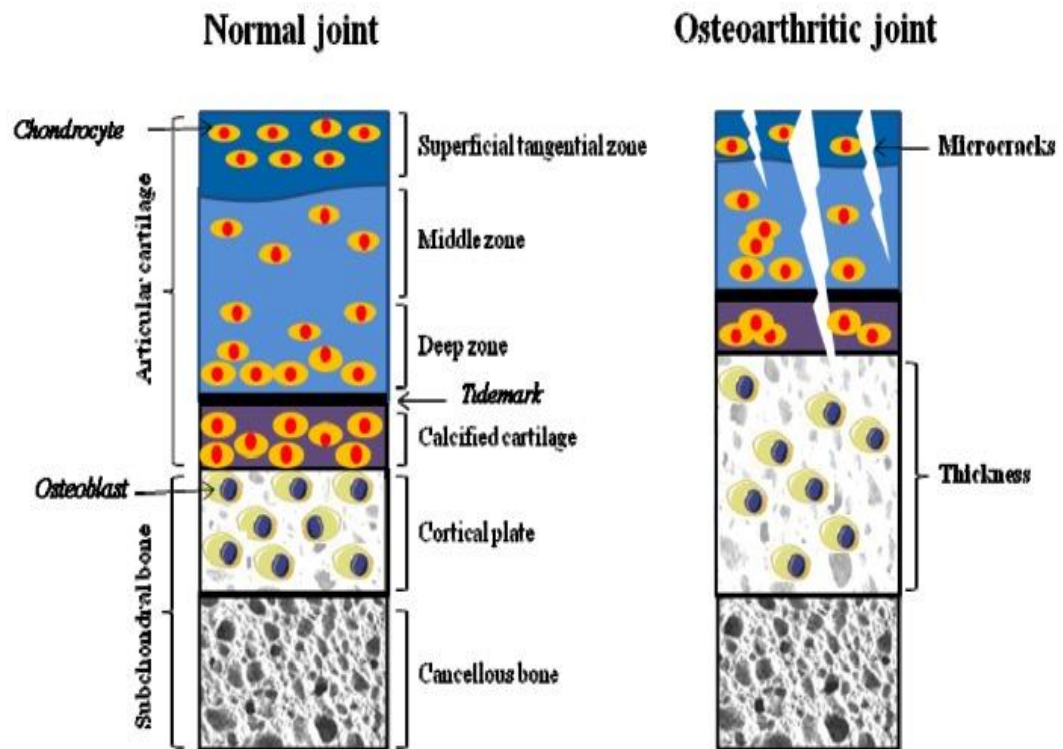 Normal joint
Osteoarthritic joint
Chondrocyte
Superficial tangential zone
Microcracks
Articular cartilage
Middle zone
Deep zone
Tidemark
Calcified cartilage
Osteoblast
Cortical plate
Thickness
Subchondral bone
Cancellous bone